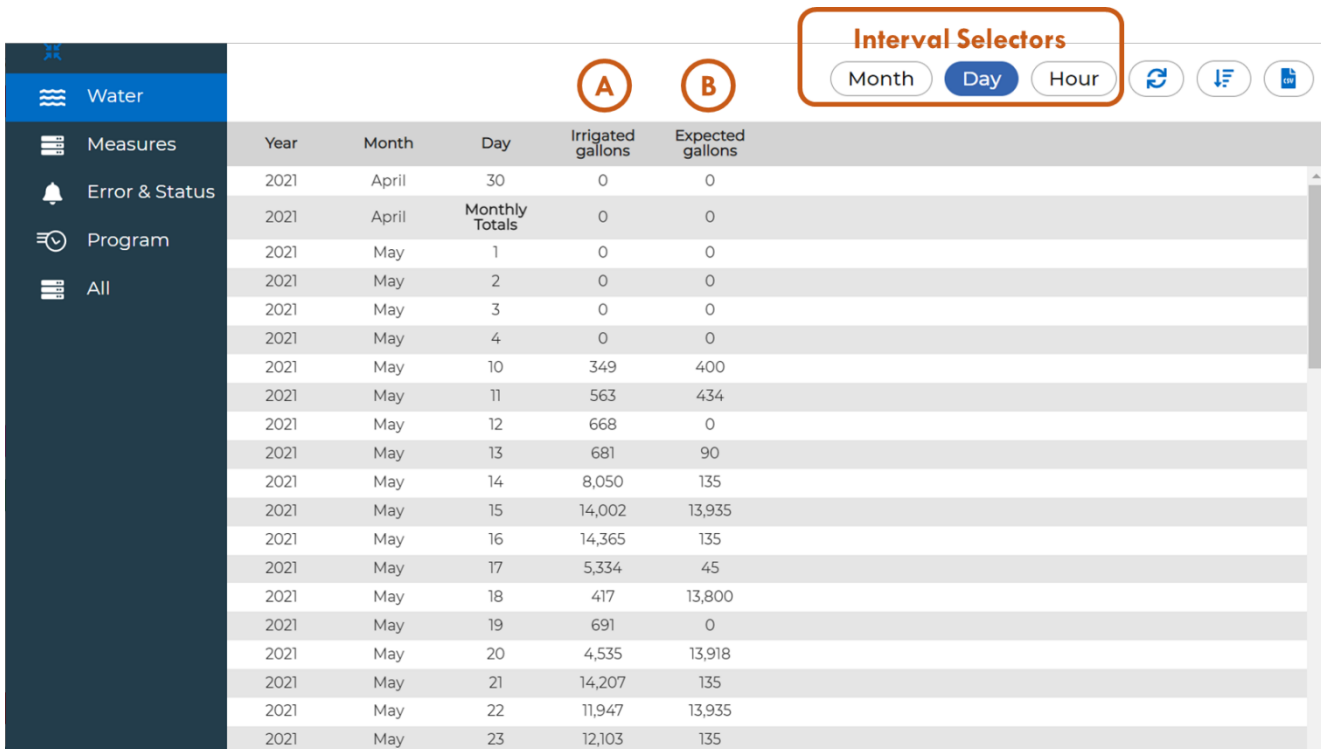 Interval Selectors
A B Month Day Hour CSV
Water
Measures
Error & Status
Program
All
Year Month Day Irrigated gallons Expected gallons
2021 April 30 0 0
2021 April Monthly Totals 0 0
2021 May 1 0 0
2021 May 2 0 0
2021 May 3 0 0
2021 May 4 0 0
2021 May 10 349 400
2021 May 11 563 434
2021 May 12 668 0
2021 May 13 681 90
2021 May 14 8,050 135
2021 May 15 14,002 13,935
2021 May 16 14,365 135
2021 May 17 5,334 45
2021 May 18 417 13,800
2021 May 19 691 0
2021 May 20 4,535 13,918
2021 May 21 14,207 135
2021 May 22 11,947 13,935
2021 May 23 12,103 135